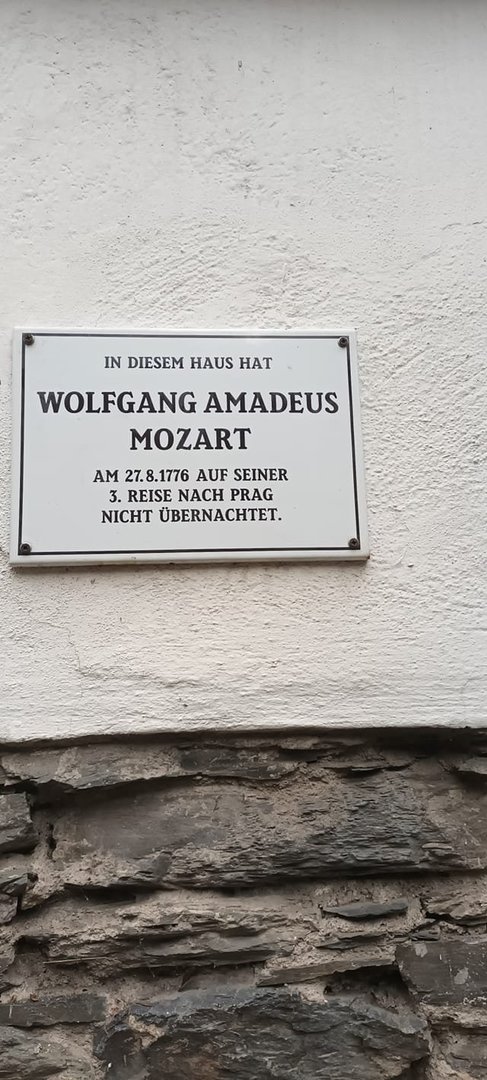 IN DIESEM HAUS HAT
WOLFGANG AMADEUS
MOZART
AM 27.8.1776 AUF SEINER
3. REISE NACH PRAG
NICHT ÜBERNACHTET.